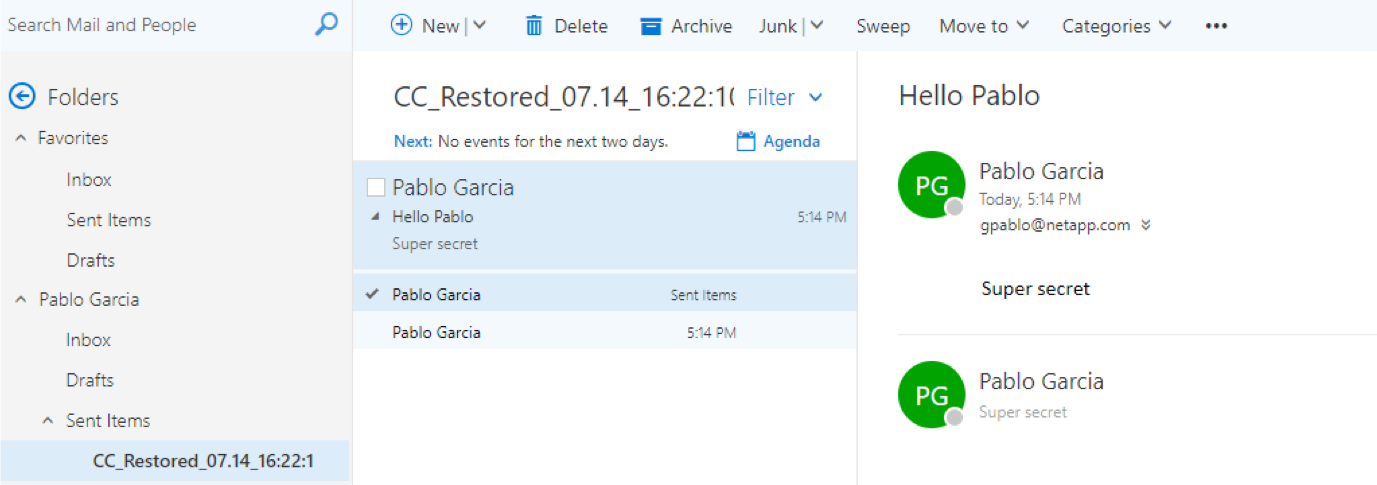 Search Mail and People
New
Delete
Archive
Junk
Sweep
Move to
Categories
Folders
Favorites
Inbox
Sent Items
Drafts
Pablo Garcia
Inbox
Drafts
Sent Items
CC_Restored_07.14_16:22:1
CC_Restored_07.14_16:22:10 Filter
Next: No events for the next two days. Agenda
Pablo Garcia
Hello Pablo 5:14 PM
Super secret
Pablo Garcia Sent Items
Pablo Garcia 5:14 PM
Hello Pablo
PG
Pablo Garcia
Today, 5:14 PM
gpablo@netapp.com
Super secret
PG
Pablo Garcia
Super secret